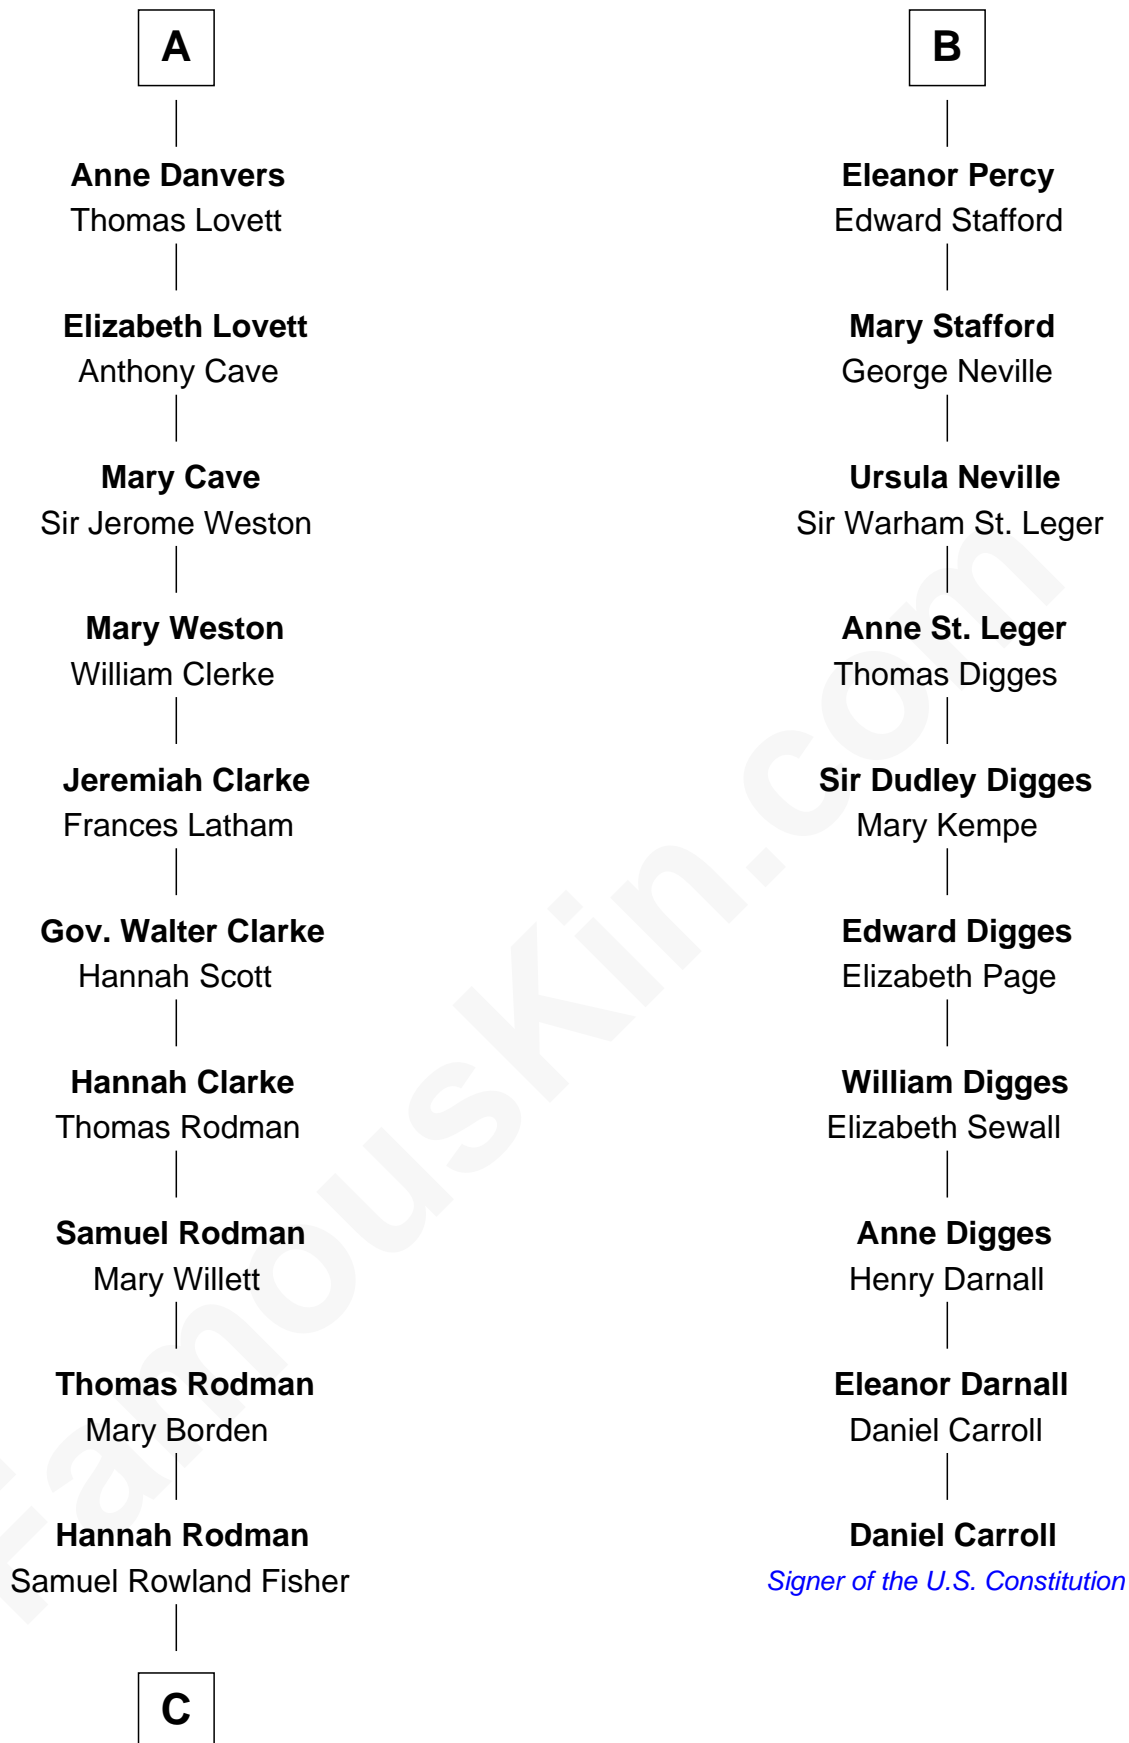 A
Anne Danvers
Thomas Lovett
Elizabeth Lovett
Anthony Cave
Mary Cave
Sir Jerome Weston
Mary Weston
William Clerke
Jeremiah Clarke
Frances Latham
Gov. Walter Clarke
Hannah Scott
Hannah Clarke
Thomas Rodman
Samuel Rodman
Mary Willett
Thomas Rodman
Mary Borden
Hannah Rodman
Samuel Rowland Fisher
C
B
Eleanor Percy
Edward Stafford
Mary Stafford
George Neville
Ursula Neville
Sir Warham St. Leger
Anne St. Leger
Thomas Digges
Sir Dudley Digges
Mary Kempe
Edward Digges
Elizabeth Page
William Digges
Elizabeth Sewall
Anne Digges
Henry Darnall
Eleanor Darnall
Daniel Carroll
Daniel Carroll
Signer of the U.S. Constitution
FamousKin.com